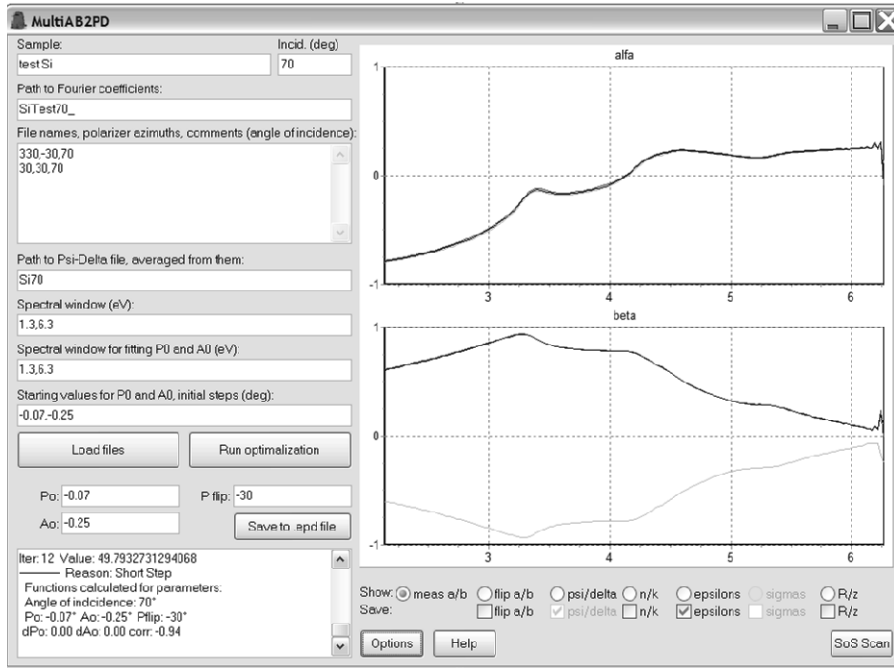 MultiAB2PD
Sample:
Incid. (deg)
testSi
70
Path to Fourier coefficients:
SiTest70_
File names, polarizer azimuths, comments (angle of incidence):
330,-30,70
30,30,70
Path to Psi-Delta file, averaged from them:
Si70
Spectral window (eV):
1.3,6.3
Spectral window for fitting P0 and A0 (eV):
1.3,6.3
Starting values for P0 and A0, initial steps (deg):
-0.07,-0.25
Load files
Run optimalization
Po: -0.07
P flip: -30
Ao: -0.25
Save to .epd file
Iter: 12 Value: 49.7932731294068
Reason: Short Step
Functions calculated for parameters:
Angle of indcidence: 70°
Po: -0.07° Ao: -0.25° Pflip: -30°
dPo: 0.00 dAo: 0.00 corr: -0.94
alfa
1
0
-1
3 4 5 6
beta
1
0
-1
3 4 5 6
Show: meas a/b flip a/b psi/delta n/k epsilons sigmas R/z
Save: flip a/b psi/delta n/k epsilons sigmas R/z
Options
Help
SoS Scan